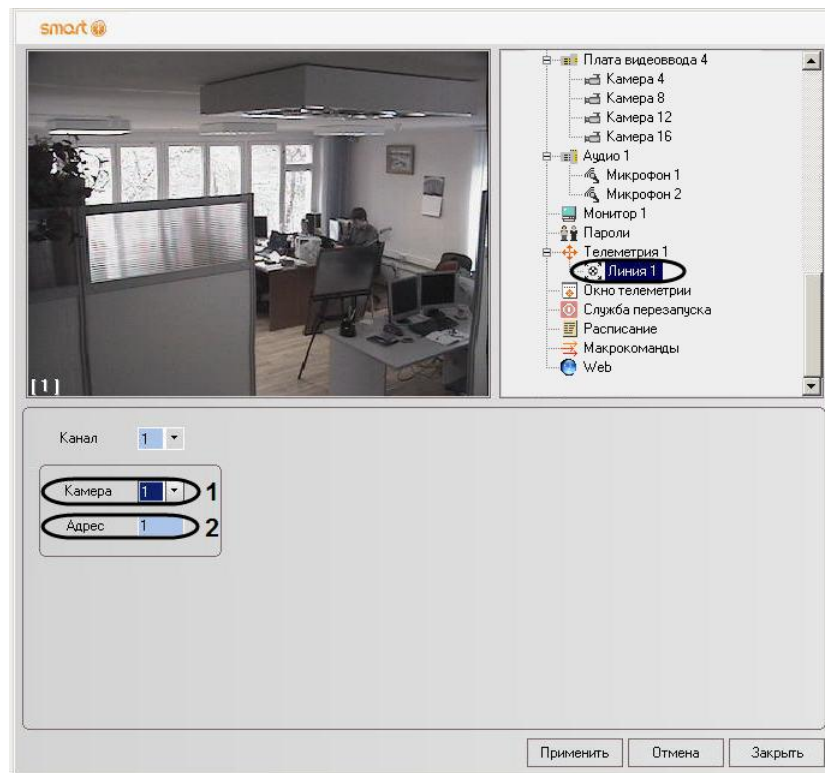 smart
Плата видеоввода 4
Камера 4
Камера 8
Камера 12
Камера 16
Аудио 1
Микрофон 1
Микрофон 2
Монитор 1
Пароли
Телеметрия 1
Линия 1
Окно телеметрии
Служба перезапуска
Расписание
Макрокоманды
Web
[1]
Канал 1
Камера 1 1
Адрес 1 2
Применить Отмена Закрыть